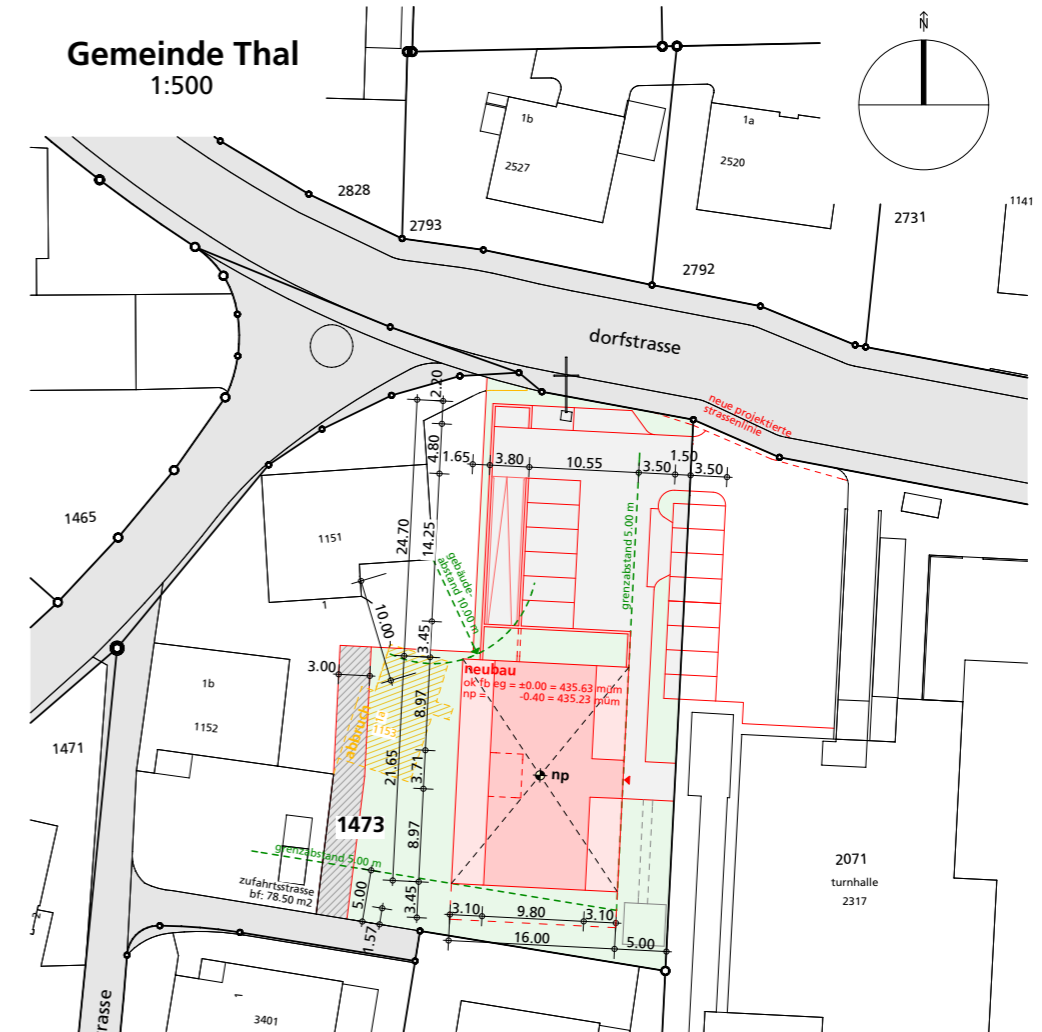 Gemeinde Thal
1:500
N
1b
1a
2527
2520
2828
2793
2792
2731
1141
dorfstrasse
neue projektierte
strassenlinie
2.20
4.80
1.65
3.80
10.55
3.50
1.50
3.50
1465
1151
1
24.70
14.25
gebäude-
abstand 10.00 m
grenzabstand 5.00 m
10.00
3.45
3.00
neubau
ok fb eg = ±0.00 = 435.63 müm
np = -0.40 = 435.23 müm
1b
1152
1471
abbruch
1a
1153
8.97
21.65
3.71
np
1473
8.97
grenzabstand 5.00 m
zufahrtsstrasse
bf: 78.50 m2
5.00
3.45
1.57
3.10
9.80
3.10
16.00
5.00
2071
turnhalle
2317
2
1
3401
rasse